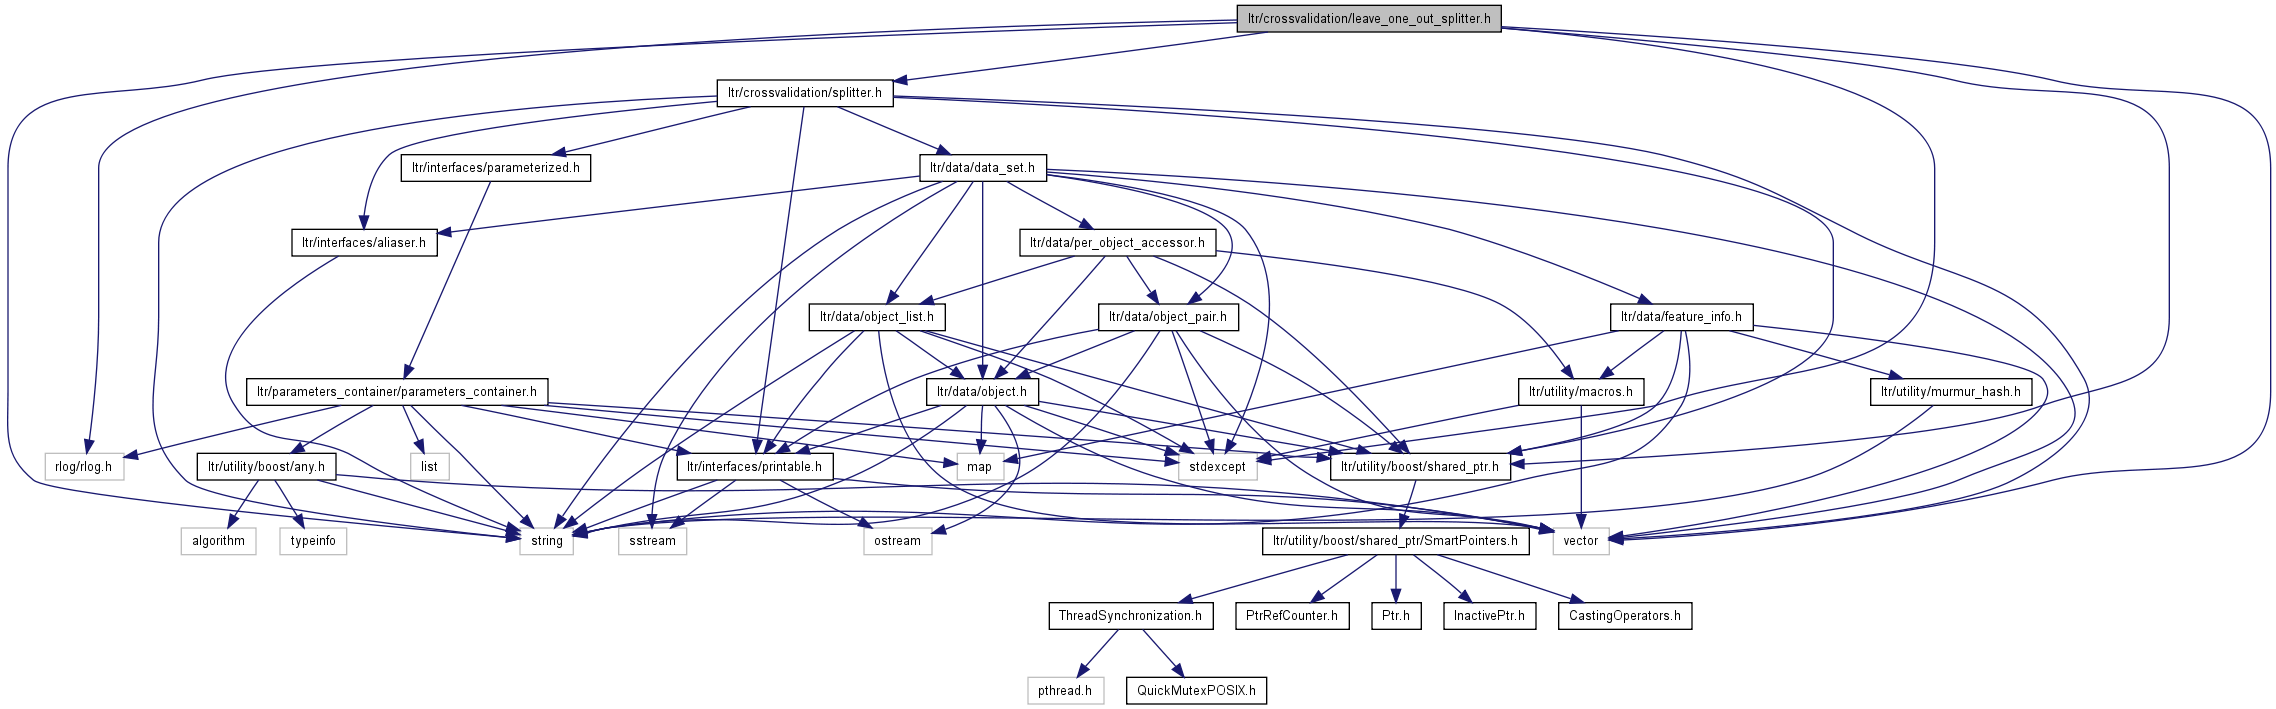 ltr/crossvalidation/leave_one_out_splitter.h
ltr/crossvalidation/splitter.h
ltr/interfaces/parameterized.h
ltr/data/data_set.h
ltr/interfaces/aliaser.h
ltr/data/per_object_accessor.h
ltr/data/object_list.h
ltr/data/object_pair.h
ltr/data/feature_info.h
ltr/parameters_container/parameters_container.h
ltr/data/object.h
ltr/utility/macros.h
ltr/utility/murmur_hash.h
rlog/rlog.h
ltr/utility/boost/any.h
list
ltr/interfaces/printable.h
map
stdexcept
ltr/utility/boost/shared_ptr.h
algorithm
typeinfo
string
sstream
ostream
ltr/utility/boost/shared_ptr/SmartPointers.h
vector
ThreadSynchronization.h
PtrRefCounter.h
Ptr.h
InactivePtr.h
CastingOperators.h
pthread.h
QuickMutexPOSIX.h